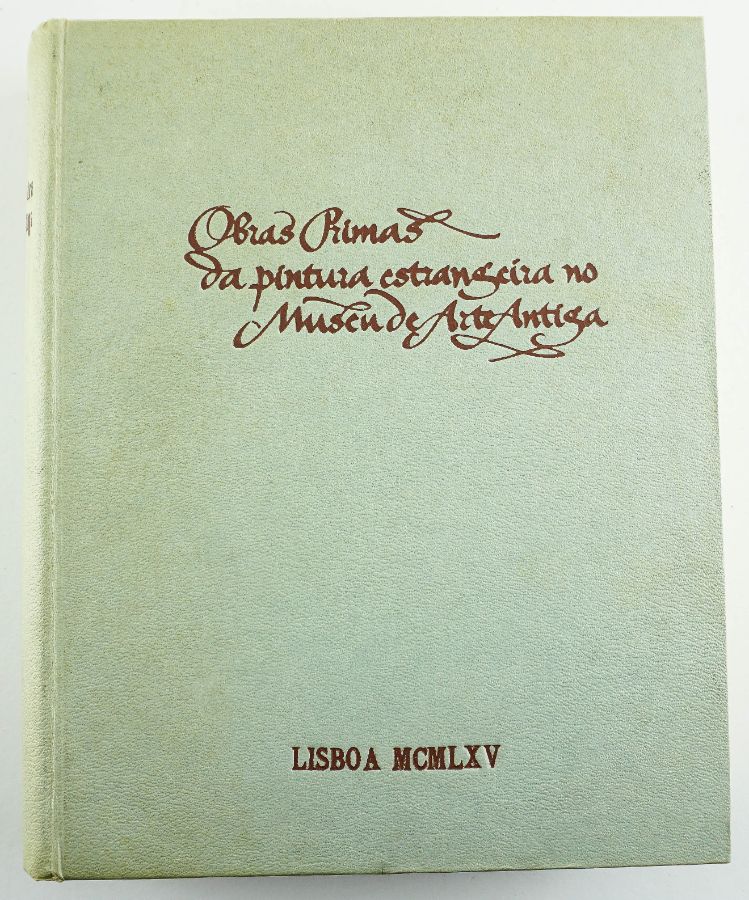 Obras Primas
da pintura estrangeira no
Museu de Arte Antiga
LISBOA MCMLXV